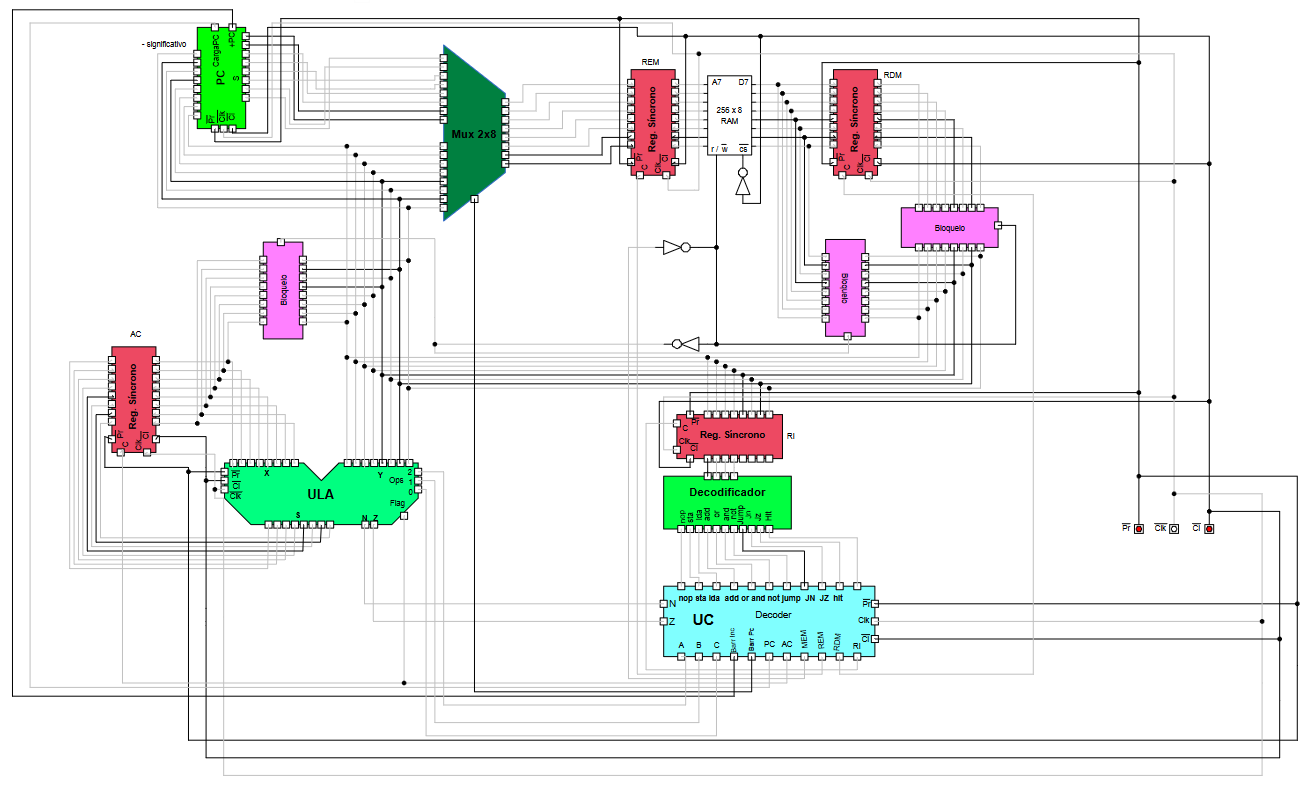 - significativo
CargaPC
+PC
PC
S
Pr
Clk
Cl
Mux 2x8
REM
Reg. Síncrono
Pr
C
Clk
Cl
A7 D7
256 x 8
RAM
r / w cs
RDM
Reg. Síncrono
Pr
C
Clk
Cl
Bloqueio
Bloqueio
Bloqueio
AC
Reg. Síncrono
Pr
C
Clk
Cl
Pr
Cl
Clk
X
Y
2
Ops 1
0
ULA
Flag
S
N Z
C Pr
Clk
Cl
Reg. Síncrono
RI
Decodificador
nop
sta
lda
add
or
and
not
jump
jn
Jz
Hlt
Pr Clk Cl
nop sta lda add or and not jump JN JZ hlt
N
Z
UC
Decoder
Pr
Clk
Cl
A B C Barr Inc Barr Pc PC AC MEM REM RDM RI